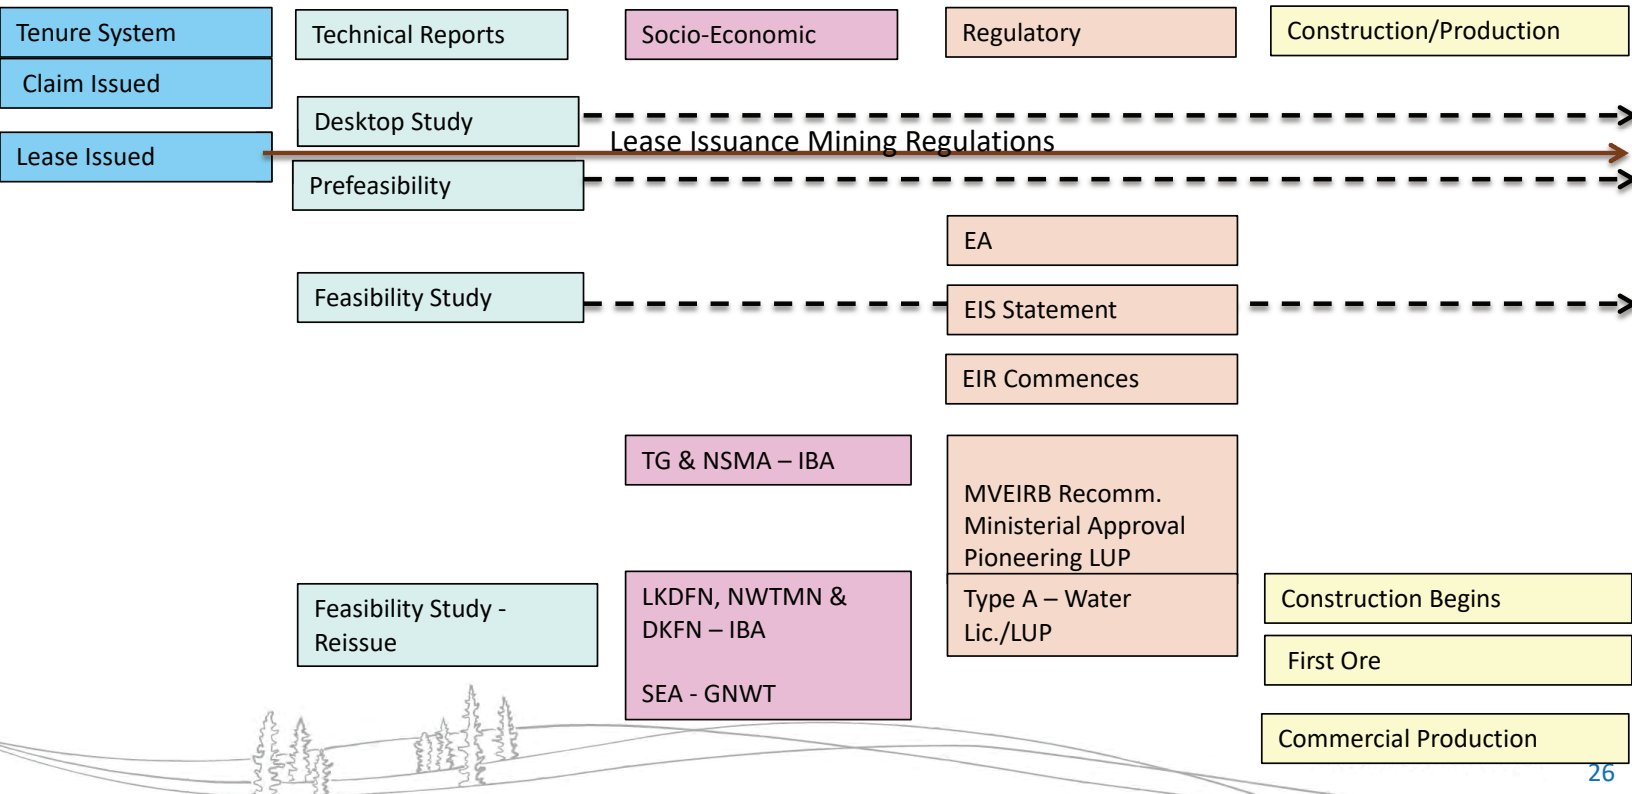 Tenure System
Technical Reports
Socio-Economic
Regulatory
Construction/Production
Claim Issued
Desktop Study
Lease Issuance Mining Regulations
Lease Issued
Prefeasibility
EA
Feasibility Study
EIS Statement
EIR Commences
TG & NSMA – IBA
MVEIRB Recomm.
Ministerial Approval
Pioneering LUP
Feasibility Study -
Reissue
LKDFN, NWTMN &
DKFN – IBA
SEA - GNWT
Type A – Water
Lic./LUP
Construction Begins
First Ore
Commercial Production
26